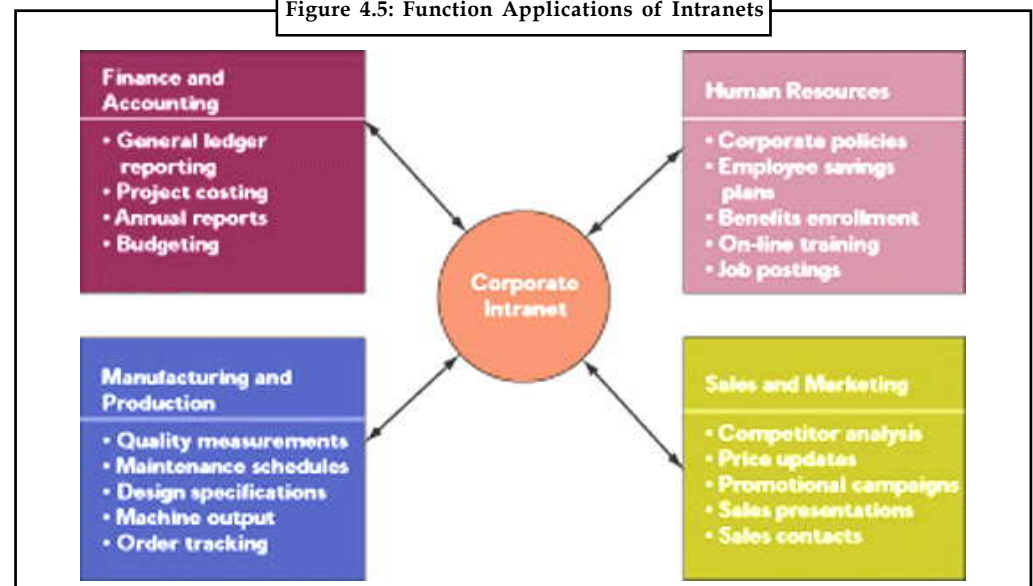 Figure 4.5: Function Applications of Intranets
Finance and
Accounting
• General ledger
reporting
• Project costing
• Annual reports
• Budgeting
Human Resources
• Corporate policies
• Employee savings
plans
• Benefits enrollment
• On-line training
• Job postings
Corporate
Intranet
Manufacturing and
Production
• Quality measurements
• Maintenance schedules
• Design specifications
• Machine output
• Order tracking
Sales and Marketing
• Competitor analysis
• Price updates
• Promotional campaigns
• Sales presentations
• Sales contacts